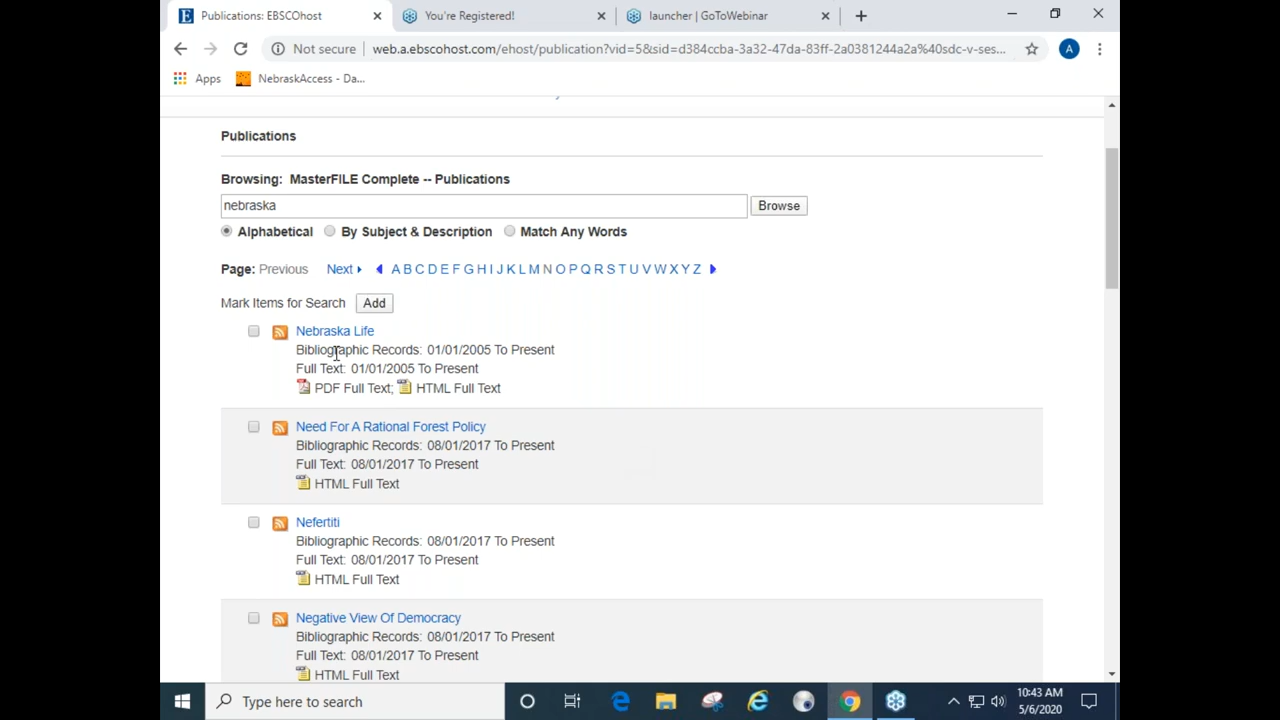 Publications: EBSCOhost
You're Registered!
launcher | GoToWebinar
Not secure
web.a.ebscohost.com/ehost/publication?vid=5&sid=d384ccba-3a32-47da-83ff-2a0381244a2a%40sdc-v-ses...
A
Apps
NebraskAccess - Da...
Publications
Browsing: MasterFILE Complete -- Publications
nebraska
Browse
Alphabetical By Subject & Description Match Any Words
Page: Previous Next A B C D E F G H I J K L M N O P Q R S T U V W X Y Z
Mark Items for Search Add
Nebraska Life
Bibliographic Records: 01/01/2005 To Present
Full Text: 01/01/2005 To Present
PDF Full Text; HTML Full Text
Need For A Rational Forest Policy
Bibliographic Records: 08/01/2017 To Present
Full Text: 08/01/2017 To Present
HTML Full Text
Nefertiti
Bibliographic Records: 08/01/2017 To Present
Full Text: 08/01/2017 To Present
HTML Full Text
Negative View Of Democracy
Bibliographic Records: 08/01/2017 To Present
Full Text: 08/01/2017 To Present
HTML Full Text
Type here to search
10:43 AM
5/6/2020